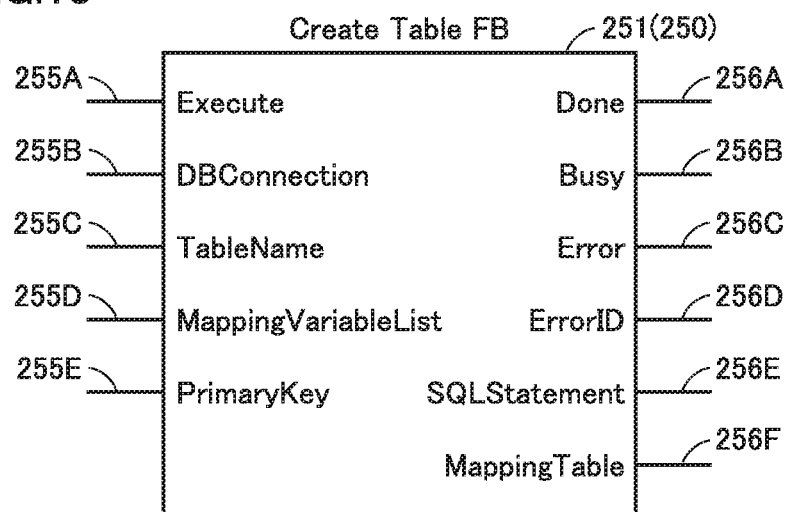 Create Table FB 251(250)
255A Execute Done 256A
255B DBConnection Busy 256B
255C TableName Error 256C
255D MappingVariableList ErrorID 256D
255E PrimaryKey SQLStatement 256E
MappingTable 256F